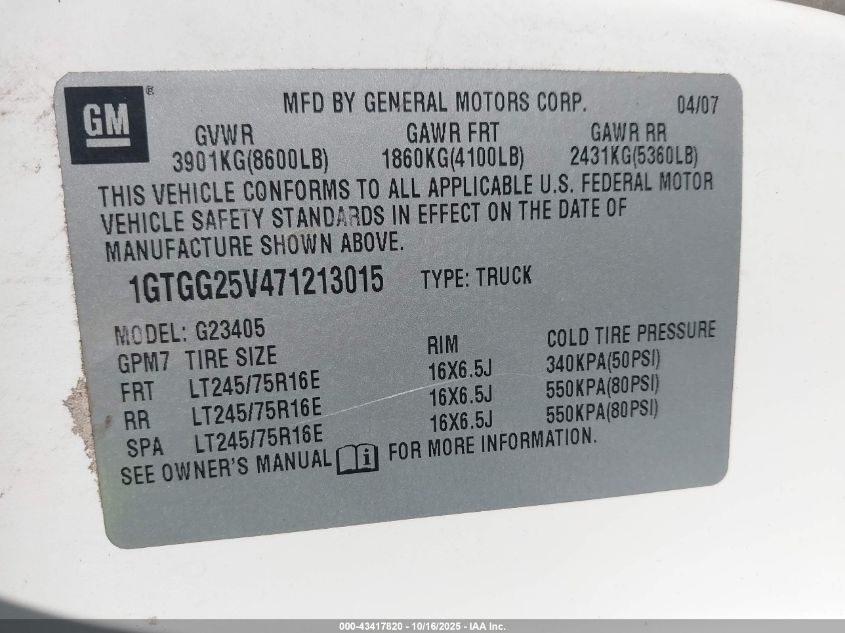 GM ® MFD BY GENERAL MOTORS CORP. 04/07
GVWR GAWR FRT GAWR RR
3901KG(8600LB) 1860KG(4100LB) 2431KG(5360LB)
THIS VEHICLE CONFORMS TO ALL APPLICABLE U.S. FEDERAL MOTOR
VEHICLE SAFETY STANDARDS IN EFFECT ON THE DATE OF
MANUFACTURE SHOWN ABOVE.
1GTGG25V471213015 TYPE: TRUCK
MODEL: G23405
GPM7 TIRE SIZE RIM COLD TIRE PRESSURE
FRT LT245/75R16E 16X6.5J 340KPA(50PSI)
RR LT245/75R16E 16X6.5J 550KPA(80PSI)
SPA LT245/75R16E 16X6.5J 550KPA(80PSI)
SEE OWNER'S MANUAL i FOR MORE INFORMATION.
000-43417820 - 10/16/2025 - IAA Inc.